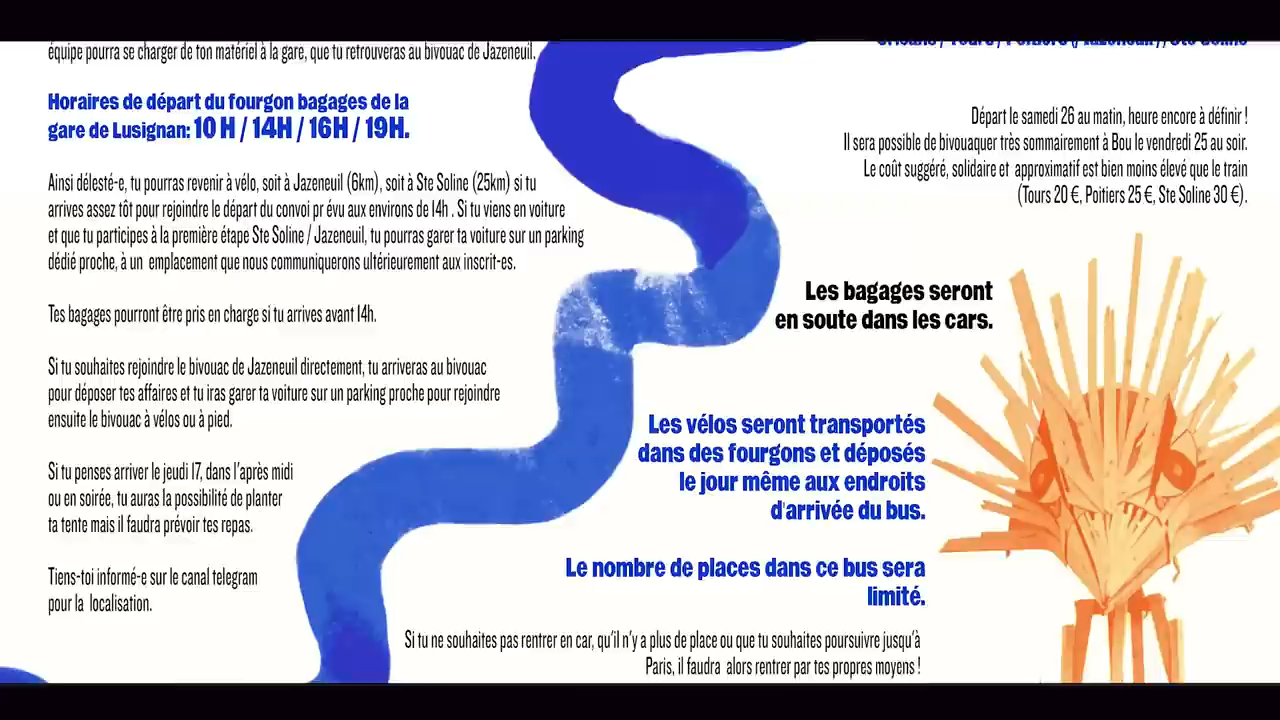 équipe pourra se charger de ton matériel à la gare, que tu retrouveras au bivouac de Jazeneuil.
Horaires de départ du fourgon bagages de la
gare de Lusignan: 10 H / 14H / 16H / 19H.
Ainsi délesté-e, tu pourras revenir à vélo, soit à Jazeneuil (6km), soit à Ste Soline (25km) si tu
arrives assez tôt pour rejoindre le départ du convoi pr évu aux environs de 14h . Si tu viens en voiture
et que tu participes à la première étape Ste Soline / Jazeneuil, tu pourras garer ta voiture sur un parking
dédié proche, à un emplacement que nous communiquerons ultérieurement aux inscrit-es.
Tes bagages pourront être pris en charge si tu arrives avant 14h.
Si tu souhaites rejoindre le bivouac de Jazeneuil directement, tu arriveras au bivouac
pour déposer tes affaires et tu iras garer ta voiture sur un parking proche pour rejoindre
ensuite le bivouac à vélos ou à pied.
Si tu penses arriver le jeudi 17, dans l'après midi
ou en soirée, tu auras la possibilité de planter
ta tente mais il faudra prévoir tes repas.
Tiens-toi informé-e sur le canal telegram
pour la localisation.
Orléans / Tours / Poitiers (/ Jazeneuil ) / Ste Soline
Départ le samedi 26 au matin, heure encore à définir !
Il sera possible de bivouaquer très sommairement à Bou le vendredi 25 au soir.
Le coût suggéré, solidaire et approximatif est bien moins élevé que le train
(Tours 20 €, Poitiers 25 €, Ste Soline 30 €).
Les bagages seront
en soute dans les cars.
Les vélos seront transportés
dans des fourgons et déposés
le jour même aux endroits
d'arrivée du bus.
Le nombre de places dans ce bus sera
limité.
Si tu ne souhaites pas rentrer en car, qu'il n'y a plus de place ou que tu souhaites poursuivre jusqu'à
Paris, il faudra alors rentrer par tes propres moyens !